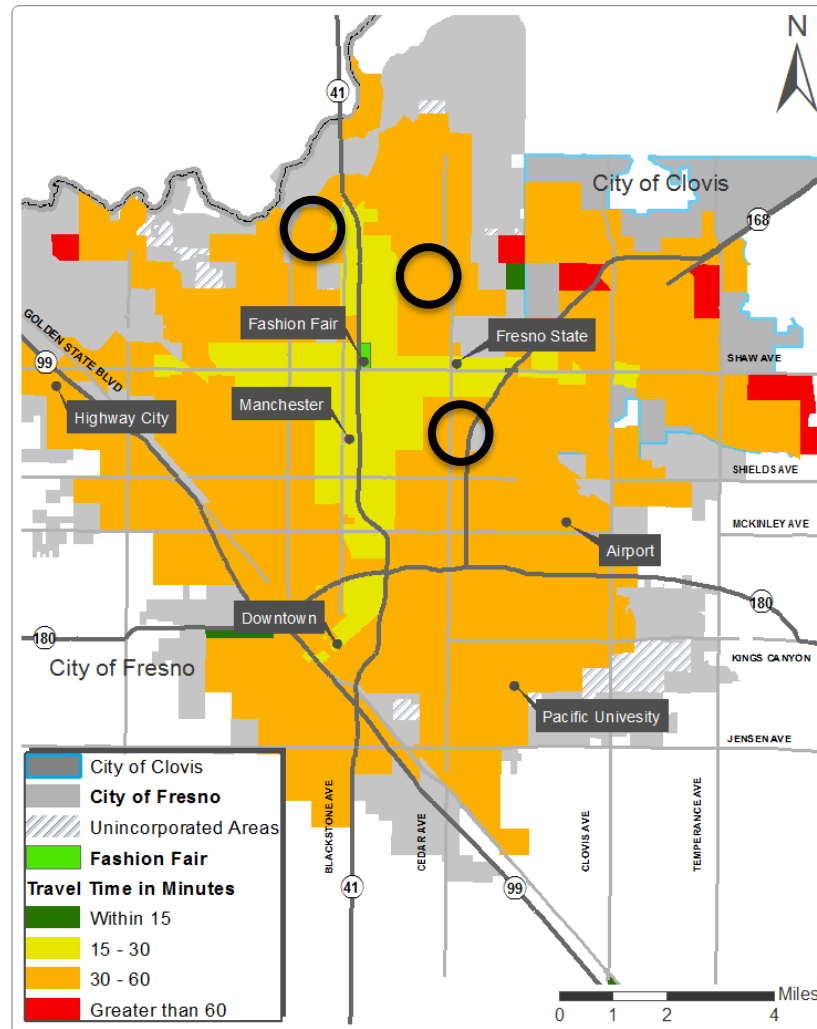 N
41
City of Clovis
168
GOLDEN STATE BLVD
Fashion Fair
Fresno State
99
SHAW AVE
Highway City
Manchester
SHIELDS AVE
MCKINLEY AVE
Airport
Downtown
180
180
KINGS CANYON
City of Fresno
Pacific Univesity
JENSEN AVE
City of Clovis
City of Fresno
Unincorporated Areas
Fashion Fair
Travel Time in Minutes
Within 15
15 - 30
30 - 60
Greater than 60
BLACKSTONE AVE
CEDAR AVE
CLOVIS AVE
TEMPERANCE AVE
41
99
Miles
0 1 2 4